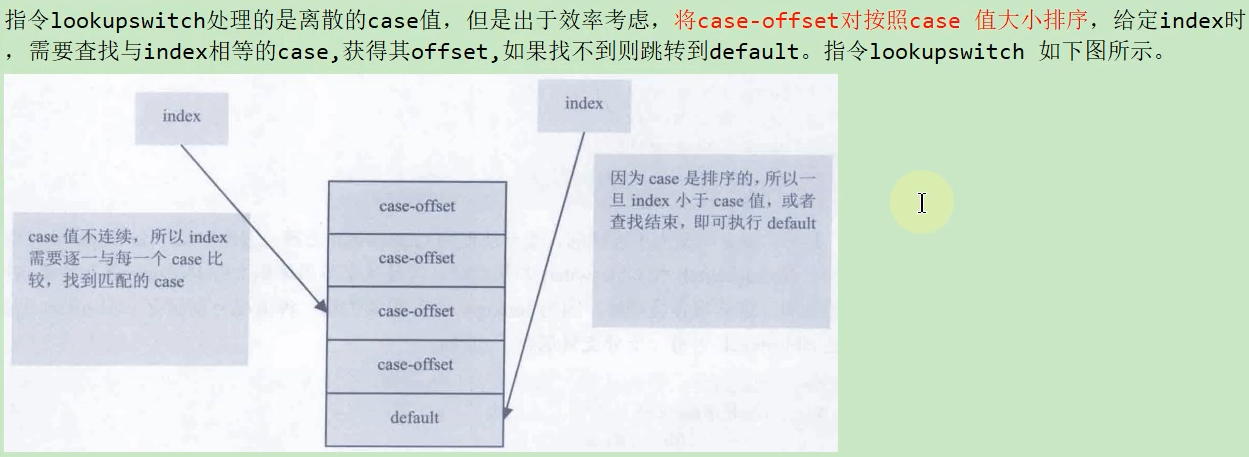 指令lookupswitch处理的是离散的case值，但是出于效率考虑，将case-offset对按照case 值大小排序，给定index时
，需要查找与index相等的case,获得其offset,如果找不到则跳转到default。指令lookupswitch 如下图所示。
index
index
case 值不连续，所以 index
需要逐一与每一个 case 比
较，找到匹配的 case
case-offset
case-offset
case-offset
case-offset
default
因为 case 是排序的，所以一
旦 index 小于 case 值，或者
查找结束，即可执行 default